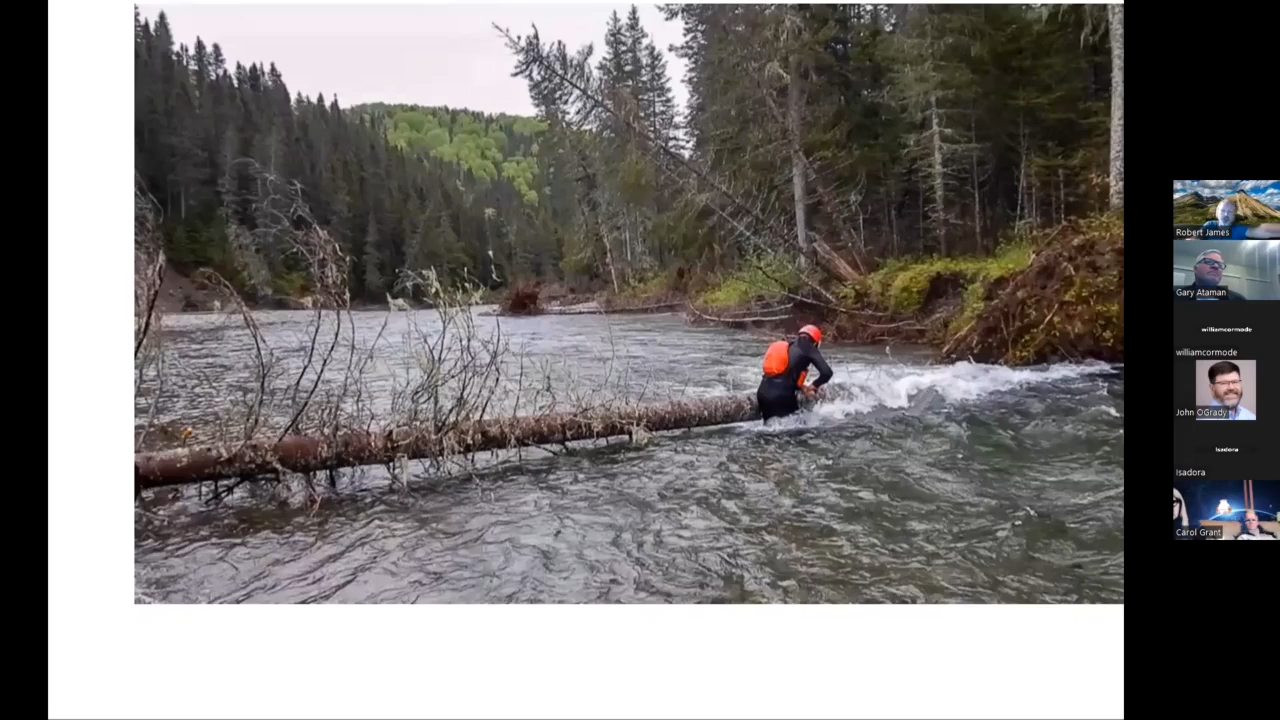 Robert James
Gary Ataman
williamcormode
williamcormode
John OGrady
Isadora
Isadora
Carol Grant